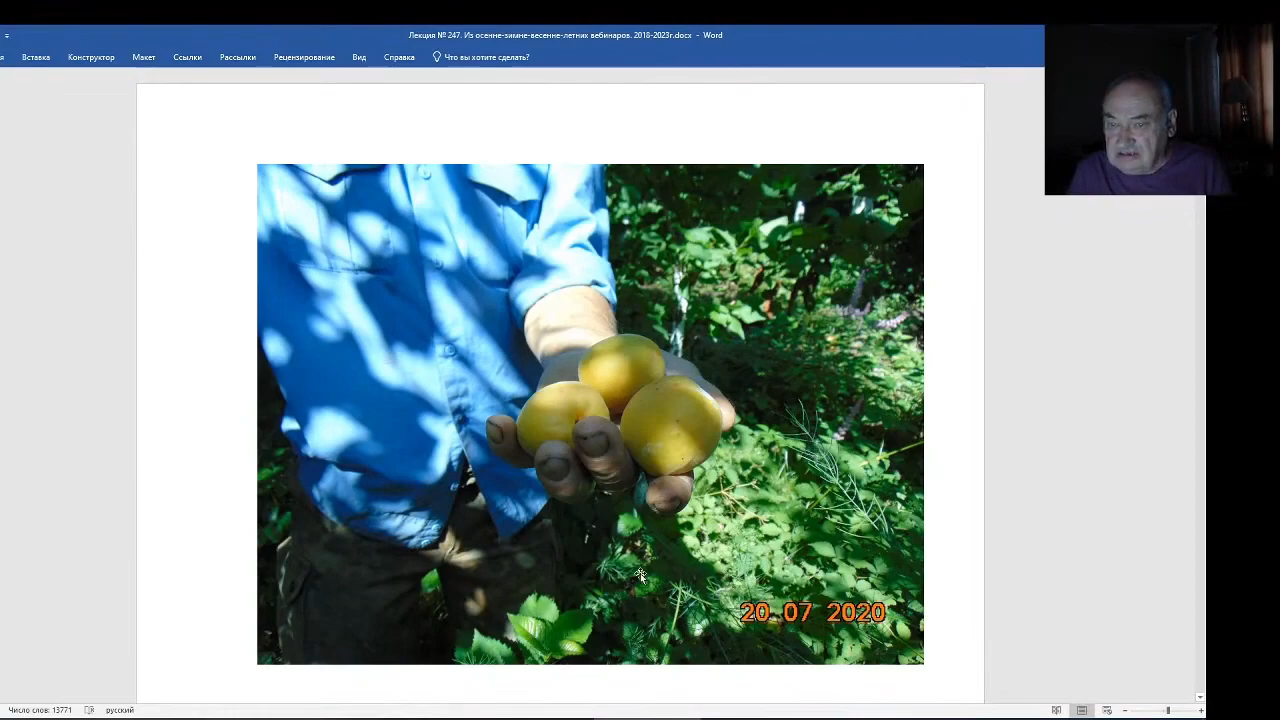 Лекция № 247. Из осенне-зимне-весенне-летних вебинаров. 2018-2023г.docx - Word
я Вставка Конструктор Макет Ссылки Рассылки Рецензирование Вид Справка Что вы хотите сделать?
20 07 2020
Число слов: 13771 русский